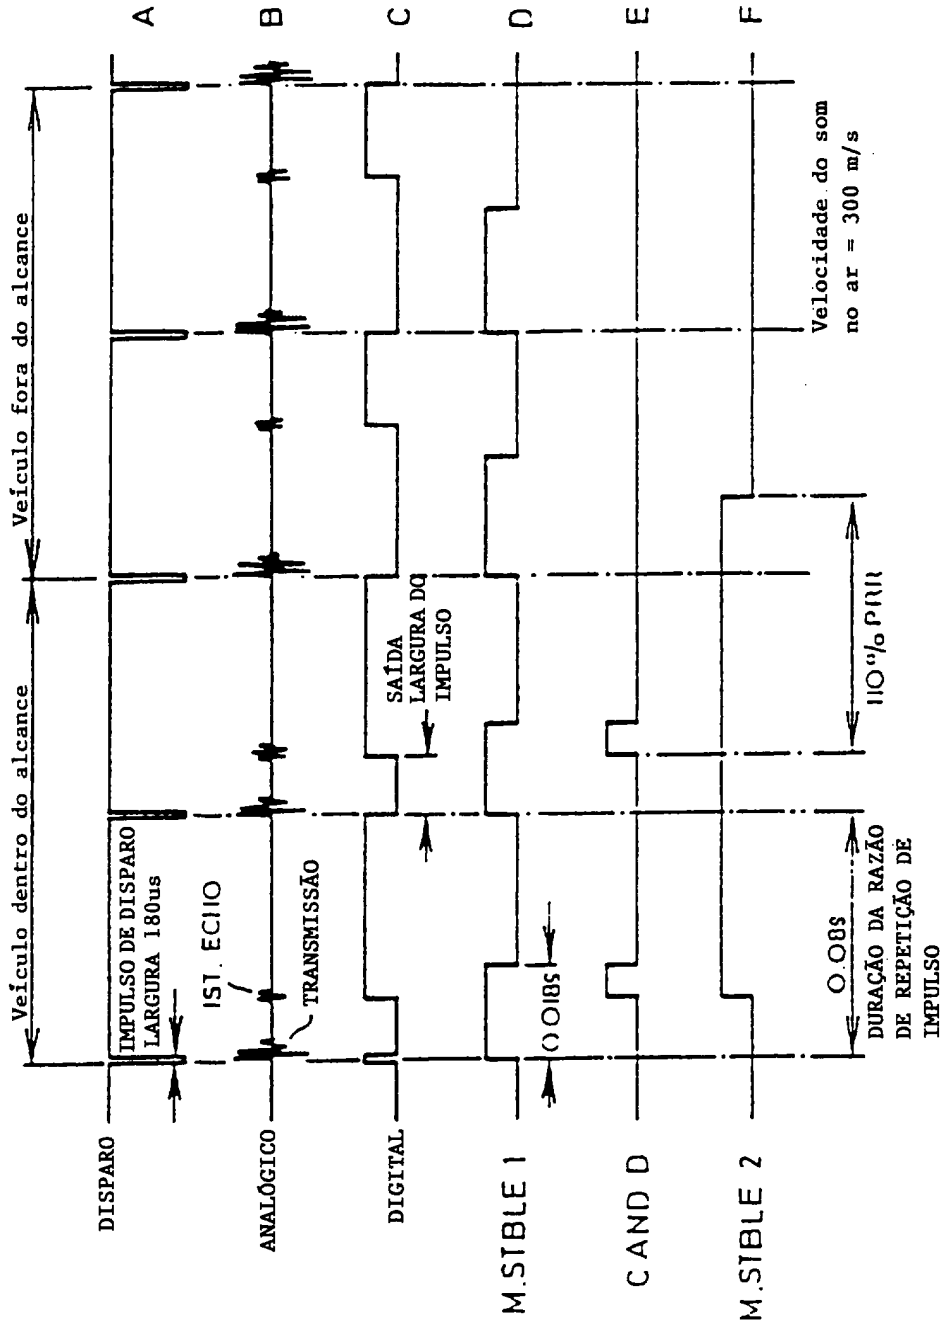 Veículo dentro do alcance
Veículo fora do alcance
DISPARO
IMPULSO DE DISPARO
LARGURA 180us
A
1ST. ECHO
ANALÓGICO
TRANSMISSÃO
B
DIGITAL
SAÍDA
LARGURA DO
IMPULSO
C
M.STBLE 1
0.018s
D
C AND D
E
M.STBLE 2
F
0.08s
DURAÇÃO DA RAZÃO
DE REPETIÇÃO DE
IMPULSO
110% PRR
Velocidade do som
no ar = 300 m/s